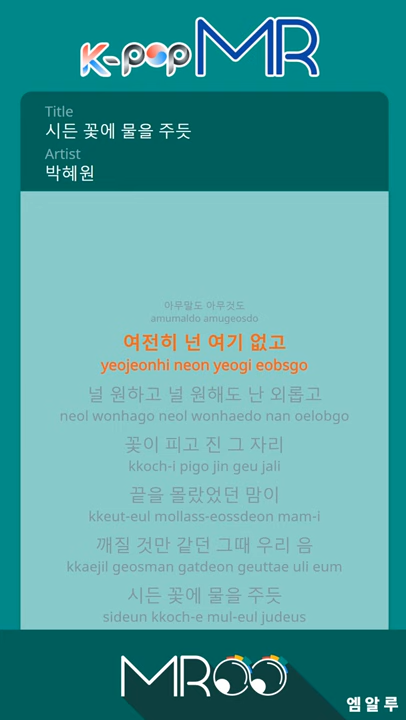 K-pop MR
Title
시든 꽃에 물을 주듯
Artist
박혜원
아무말도 아무것도
amumaldo amugeosdo
여전히 넌 여기 없고
yeojeonhi neon yeogi eobsgo
널 원하고 널 원해도 난 외롭고
neol wonhago neol wonhaedo nan oelobgo
꽃이 피고 진 그 자리
kkoch-i pigo jin geu jali
끝을 몰랐었던 맘이
kkeut-eul mollass-eossdeon mam-i
깨질 것만 같던 그때 우리 음
kkaejil geosman gatdeon geuttae uli eum
시든 꽃에 물을 주듯
sideun kkoch-e mul-eul judeus
MROO
엠알루